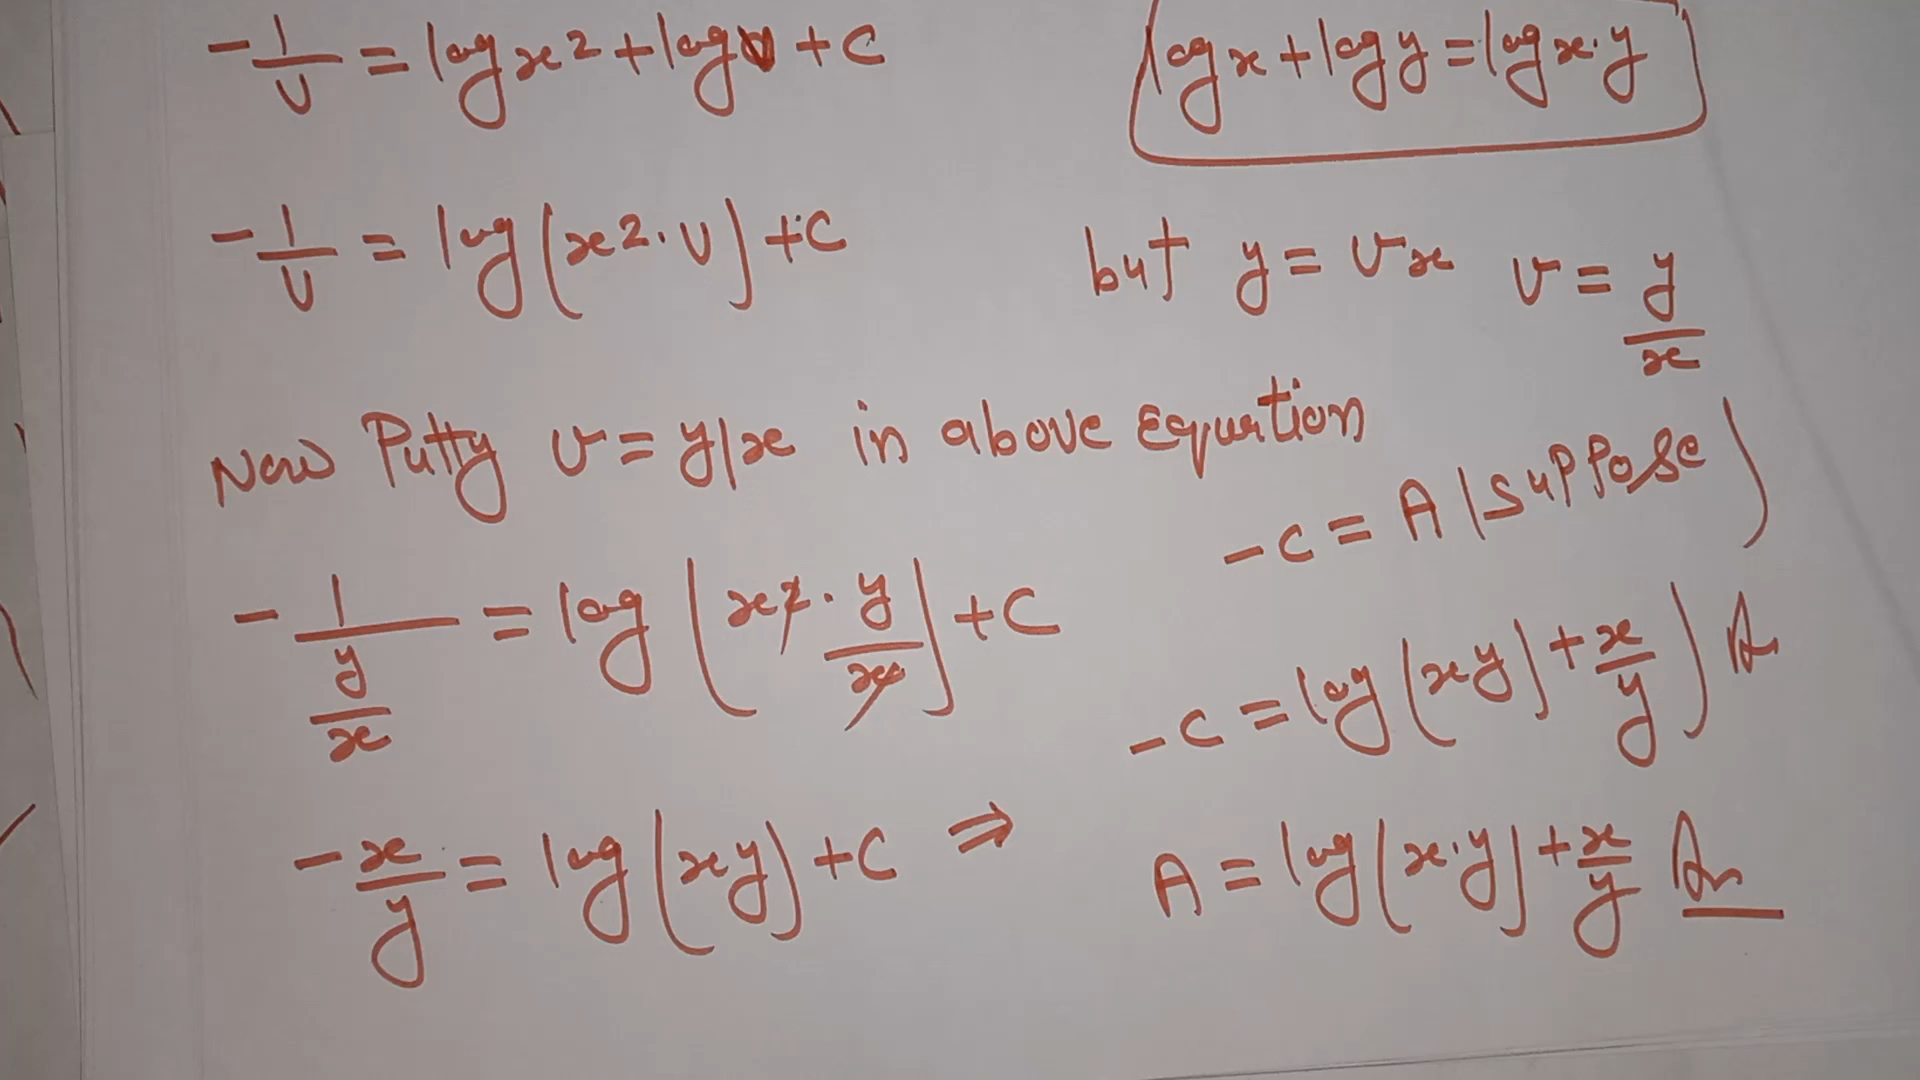 -1/v = log x2 + log v + c
log x + log y = log x·y
-1/v = log(x2·v) + c
but y = vx v = y/x
Now Putty v = y/x in above Equation
-c = A (suppose)
-1/(y/x) = log(x2·y/x) + c
-c = log(xy) + x/y) A
-x/y = log(xy) + c ⇒
A = log(x·y) + x/y An